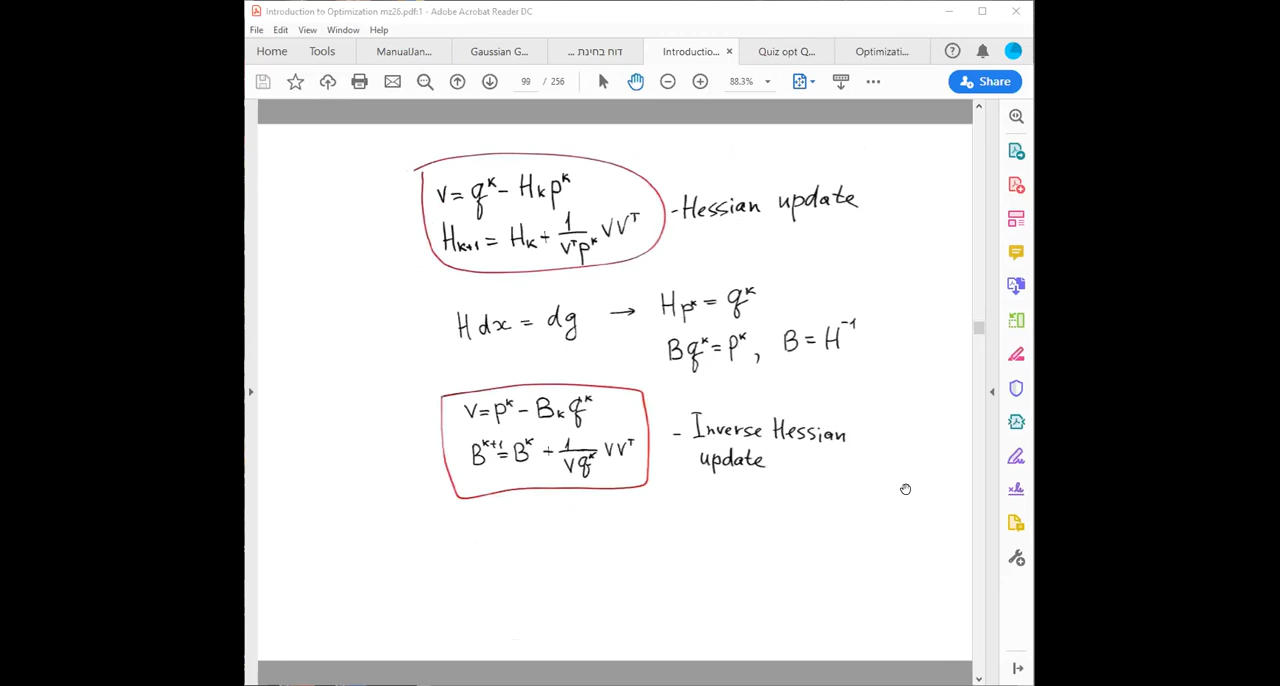 Introduction to Optimization mz26.pdf:1 - Adobe Acrobat Reader DC
File Edit View Window Help
Home Tools ManualJan... Gaussian G... דוח בחינת ... Introductio... × Quiz opt Q... Optimizati...
99 / 256 88.3% Share
V = q^k - H_k p^k
H_{k+1} = H_k + 1/(V^T p^k) V V^T - Hessian update
H dx = dg → H p^k = q^k
B q^k = p^k, B = H^{-1}
V = p^k - B_k q^k
B^{k+1} = B^k + 1/(V q^k) V V^T - Inverse Hessian
update